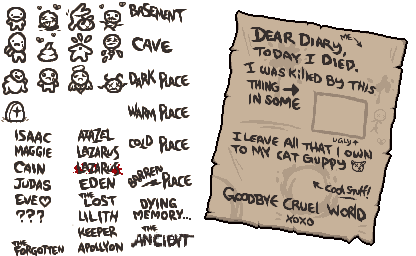 BASEMENT
CAVE
DARK PLACE
WARM PLACE
COLD PLACE
BARREN PLACE
DYING
MEMORY...
THE
ANCIENT
ISAAC
MAGGIE
CAIN
JUDAS
EVE♡
???
THE
FORGOTTEN
AZAZEL
LAZARUS
LAZARUS
EDEN
THE
LOST
LILITH
KEEPER
APOLLYON
DEAR DIARY,
ME
TODAY I DIED.
I WAS KILLED BY THIS
THING →
IN SOME
UGLY↑
I LEAVE ALL THAT I OWN
TO MY CAT GUPPY
↖ COOL STUFF!
GOODBYE CRUEL WORLD
XOXO